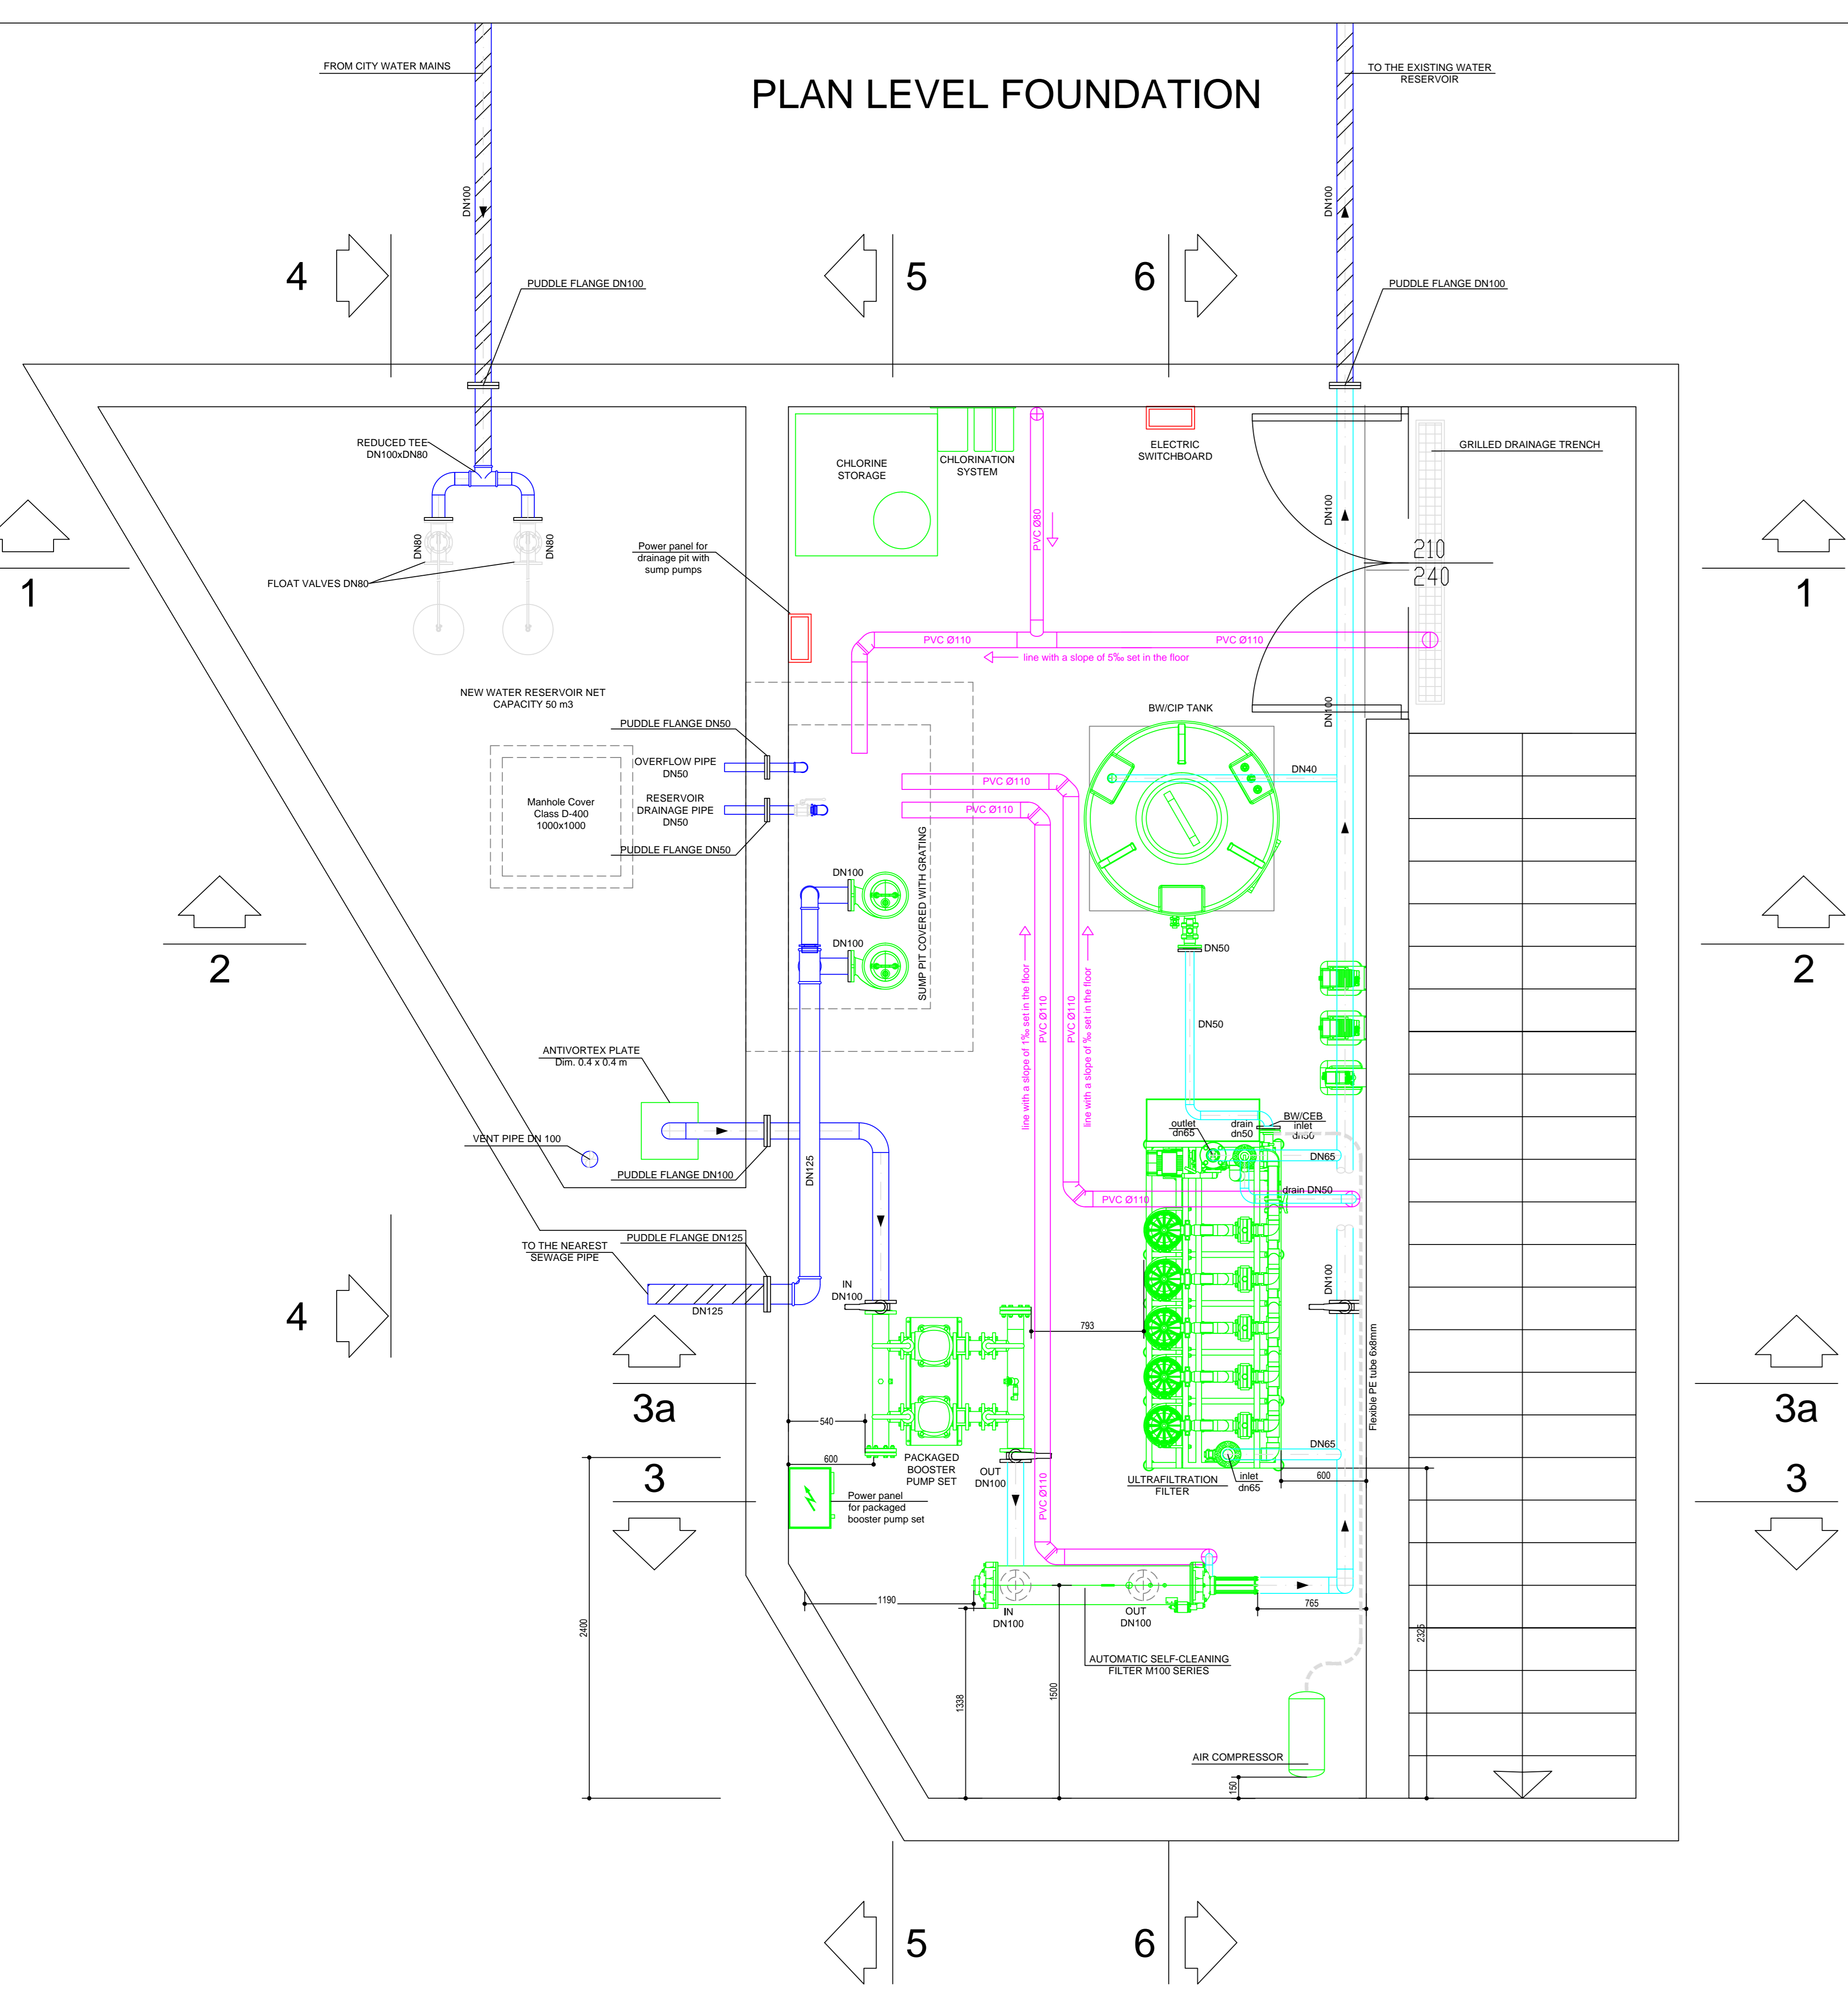 FROM CITY WATER MAINS
TO THE EXISTING WATER
RESERVOIR
PLAN LEVEL FOUNDATION
DN100
DN100
4
5
6
PUDDLE FLANGE DN100
PUDDLE FLANGE DN100
REDUCED TEE
DN100xDN80
CHLORINE
STORAGE
CHLORINATION
SYSTEM
ELECTRIC
SWITCHBOARD
GRILLED DRAINAGE TRENCH
DN80
DN80
FLOAT VALVES DN80
Power panel for
drainage pit with
sump pumps
PVC Ø80
DN100
210
240
1
1
PVC Ø110
PVC Ø110
line with a slope of 5‰ set in the floor
NEW WATER RESERVOIR NET
CAPACITY 50 m3
PUDDLE FLANGE DN50
BW/CIP TANK
DN100
OVERFLOW PIPE
DN50
RESERVOIR
DRAINAGE PIPE
DN50
PUDDLE FLANGE DN50
Manhole Cover
Class D-400
1000x1000
PVC Ø110
PVC Ø110
DN40
DN100
DN100
SUMP PIT COVERED WITH GRATING
2
2
DN50
DN50
line with a slope of 1‰ set in the floor
PVC Ø110
PVC Ø110
line with a slope of ‰ set in the floor
ANTIVORTEX PLATE
Dim. 0.4 x 0.4 m
VENT PIPE DN 100
PUDDLE FLANGE DN100
DN125
outlet
dn65
drain
dn50
BW/CEB
inlet
dn50
DN65
PVC Ø110
drain DN50
TO THE NEAREST
SEWAGE PIPE
PUDDLE FLANGE DN125
DN125
IN
DN100
DN100
4
793
Flexible PE tube 6x8mm
3a
3a
540
600
PACKAGED
BOOSTER
PUMP SET
OUT
DN100
DN65
ULTRAFILTRATION
FILTER
inlet
dn65
600
3
3
Power panel
for packaged
booster pump set
PVC Ø110
2400
1190
IN
DN100
OUT
DN100
765
2325
AUTOMATIC SELF-CLEANING
FILTER M100 SERIES
1338
1500
AIR COMPRESSOR
150
5
6